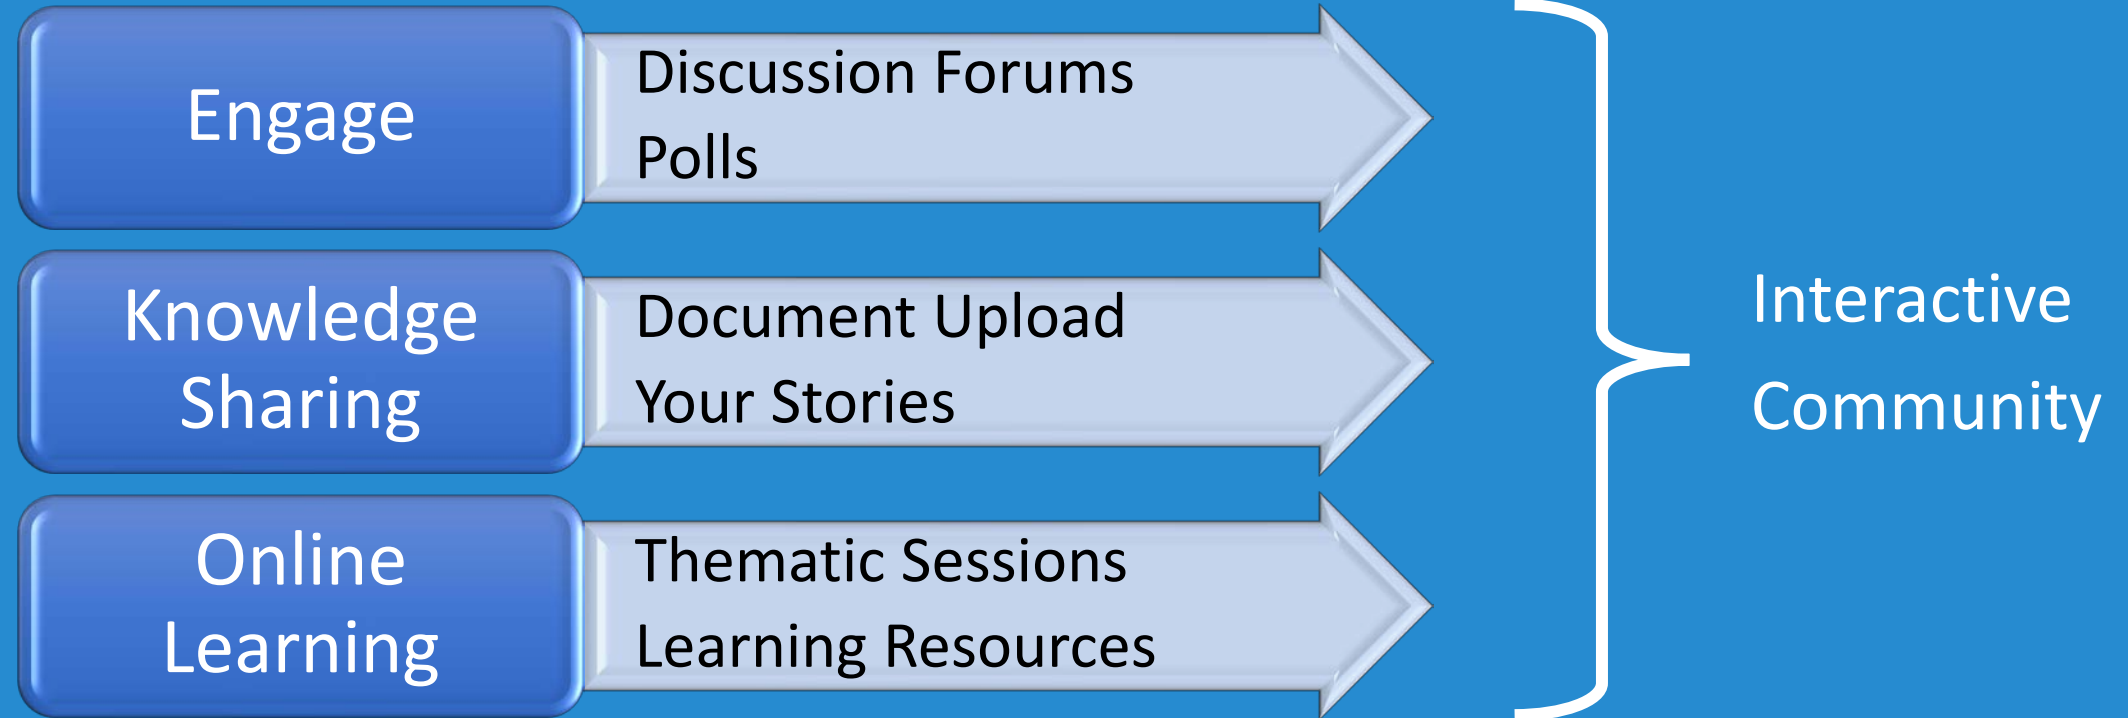 Engage
Discussion Forums
Polls
Knowledge
Sharing
Document Upload
Your Stories
Online
Learning
Thematic Sessions
Learning Resources
Interactive
Community